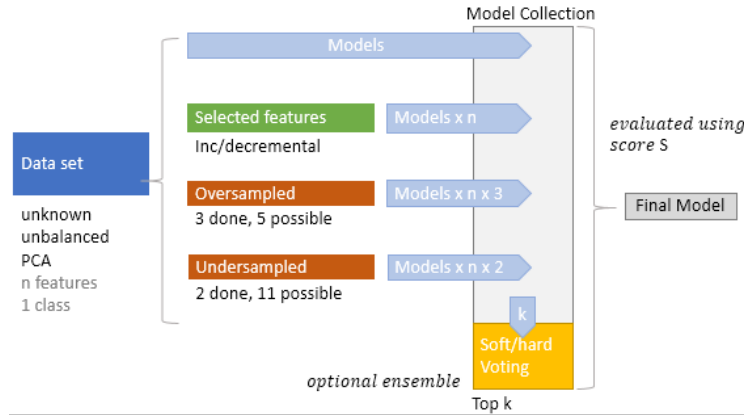 Model Collection
Models
Selected features
Models x n
Inc/decremental
evaluated using
score S
Data set
Oversampled
Models x n x 3
3 done, 5 possible
Final Model
unknown
unbalanced
PCA
n features
1 class
Undersampled
Models x n x 2
2 done, 11 possible
k
Soft/hard
Voting
optional ensemble
Top k